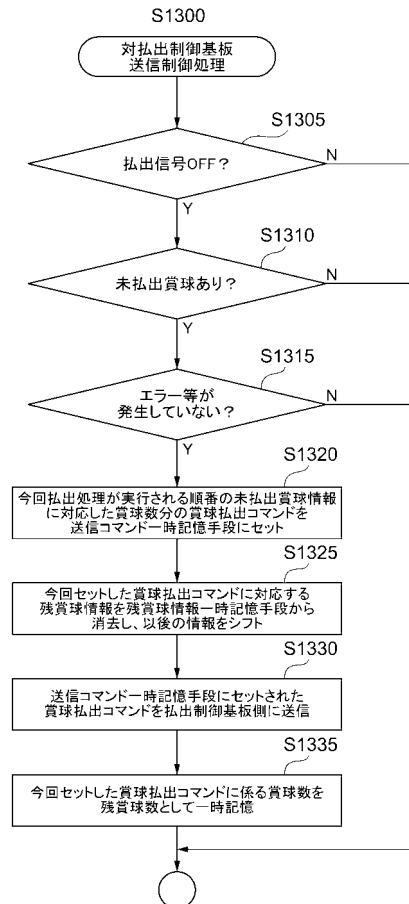 S1300
対払出制御基板
送信制御処理
S1305
払出信号OFF？
N
Y
S1310
未払出賞球あり？
N
Y
S1315
エラー等が
発生していない？
N
Y
S1320
今回払出処理が実行される順番の未払出賞球情報
に対応した賞球数分の賞球払出コマンドを
送信コマンド一時記憶手段にセット
S1325
今回セットした賞球払出コマンドに対応する
残賞球情報を残賞球情報一時記憶手段から
消去し、以後の情報をシフト
S1330
送信コマンド一時記憶手段にセットされた
賞球払出コマンドを払出制御基板側に送信
S1335
今回セットした賞球払出コマンドに係る賞球数を
残賞球数として一時記憶